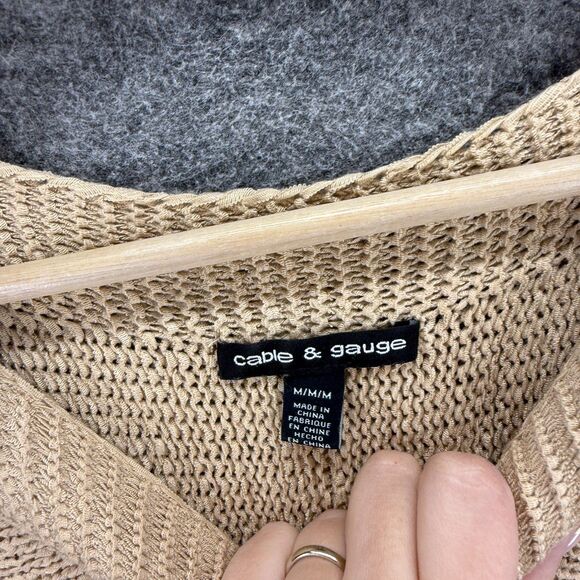 cable & gauge
M/M/M
MADE IN
CHINA
FABRIQUE
EN CHINE
HECHO
EN CHINA